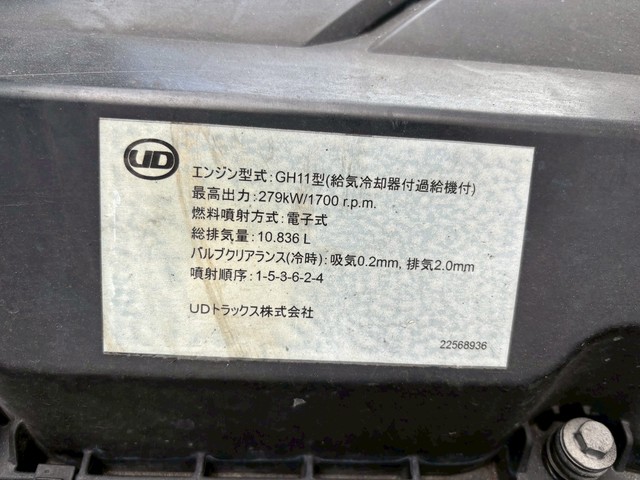 UD
エンジン型式:GH11型(給気冷却器付過給機付)
最高出力:279kW/1700 r.p.m.
燃料噴射方式:電子式
総排気量:10.836 L
バルブクリアランス(冷時):吸気0.2mm, 排気2.0mm
噴射順序:1-5-3-6-2-4
UDトラックス株式会社
22568936